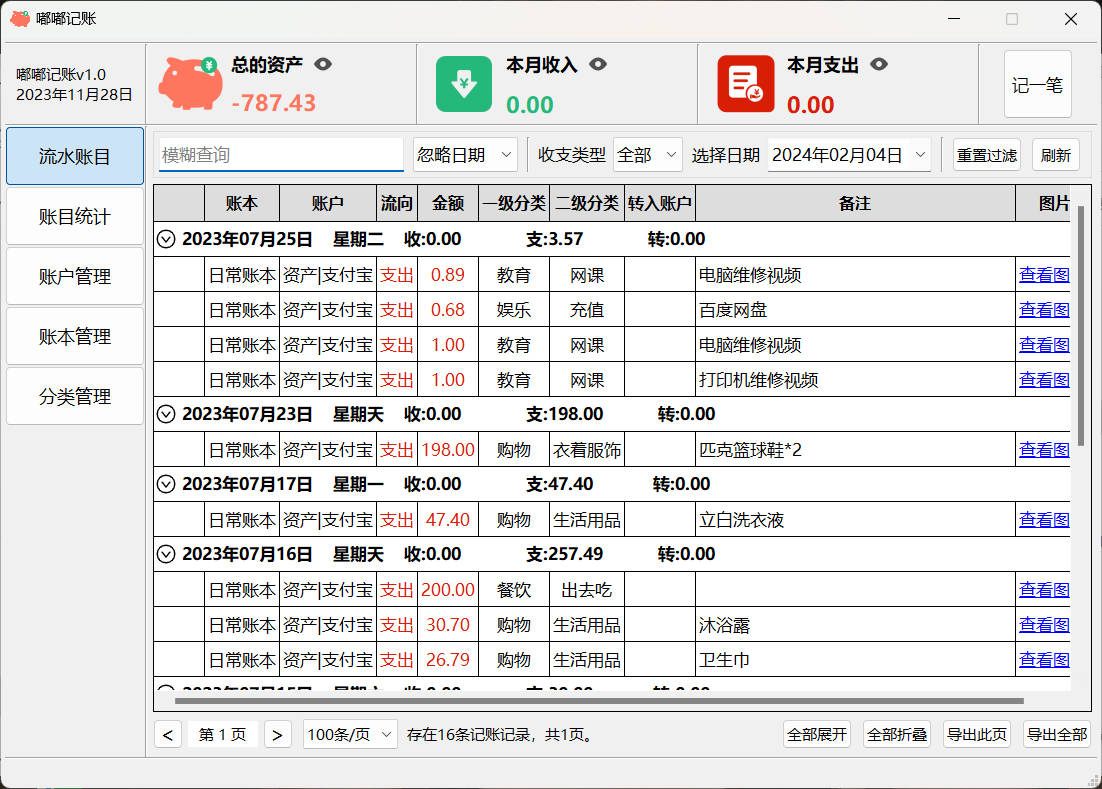 嘟嘟记账
嘟嘟记账v1.0
2023年11月28日
总的资产
-787.43
本月收入
0.00
本月支出
0.00
记一笔
流水账目
账目统计
账户管理
账本管理
分类管理
模糊查询 忽略日期 收支类型 全部 选择日期 2024年02月04日 重置过滤 刷新
账本 账户 流向 金额 一级分类 二级分类 转入账户 备注 图片
2023年07月25日 星期二 收:0.00 支:3.57 转:0.00
日常账本 资产|支付宝 支出 0.89 教育 网课 电脑维修视频 查看图
日常账本 资产|支付宝 支出 0.68 娱乐 充值 百度网盘 查看图
日常账本 资产|支付宝 支出 1.00 教育 网课 电脑维修视频 查看图
日常账本 资产|支付宝 支出 1.00 教育 网课 打印机维修视频 查看图
2023年07月23日 星期天 收:0.00 支:198.00 转:0.00
日常账本 资产|支付宝 支出 198.00 购物 衣着服饰 匹克篮球鞋*2 查看图
2023年07月17日 星期一 收:0.00 支:47.40 转:0.00
日常账本 资产|支付宝 支出 47.40 购物 生活用品 立白洗衣液 查看图
2023年07月16日 星期天 收:0.00 支:257.49 转:0.00
日常账本 资产|支付宝 支出 200.00 餐饮 出去吃 查看图
日常账本 资产|支付宝 支出 30.70 购物 生活用品 沐浴露 查看图
日常账本 资产|支付宝 支出 26.79 购物 生活用品 卫生巾 查看图
< 第 1 页 > 100条/页 存在16条记账记录，共1页。 全部展开 全部折叠 导出此页 导出全部